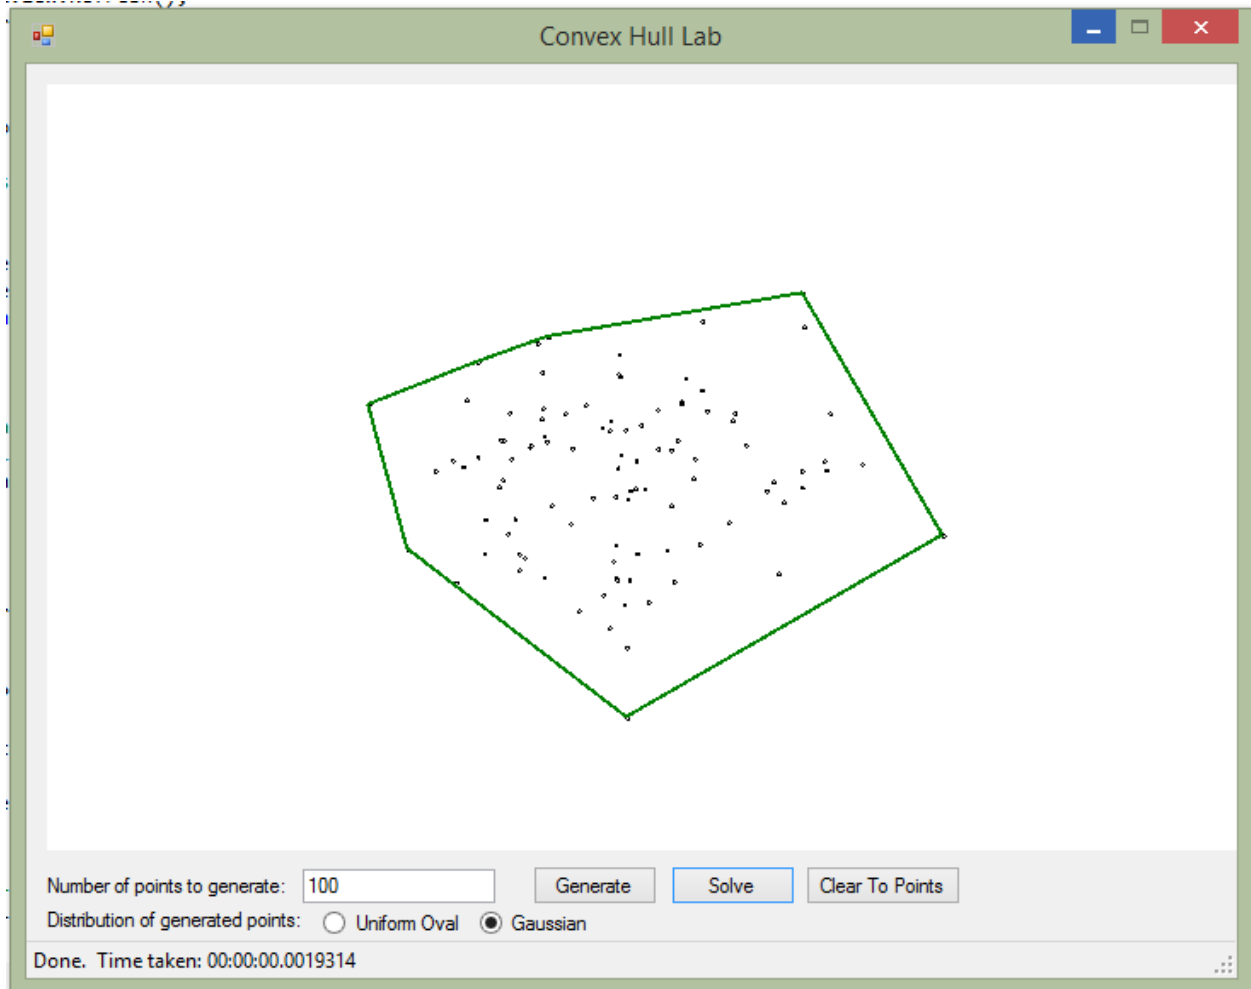 Convex Hull Lab
Number of points to generate: 100 Generate Solve Clear To Points
Distribution of generated points: Uniform Oval Gaussian
Done. Time taken: 00:00:00.0019314